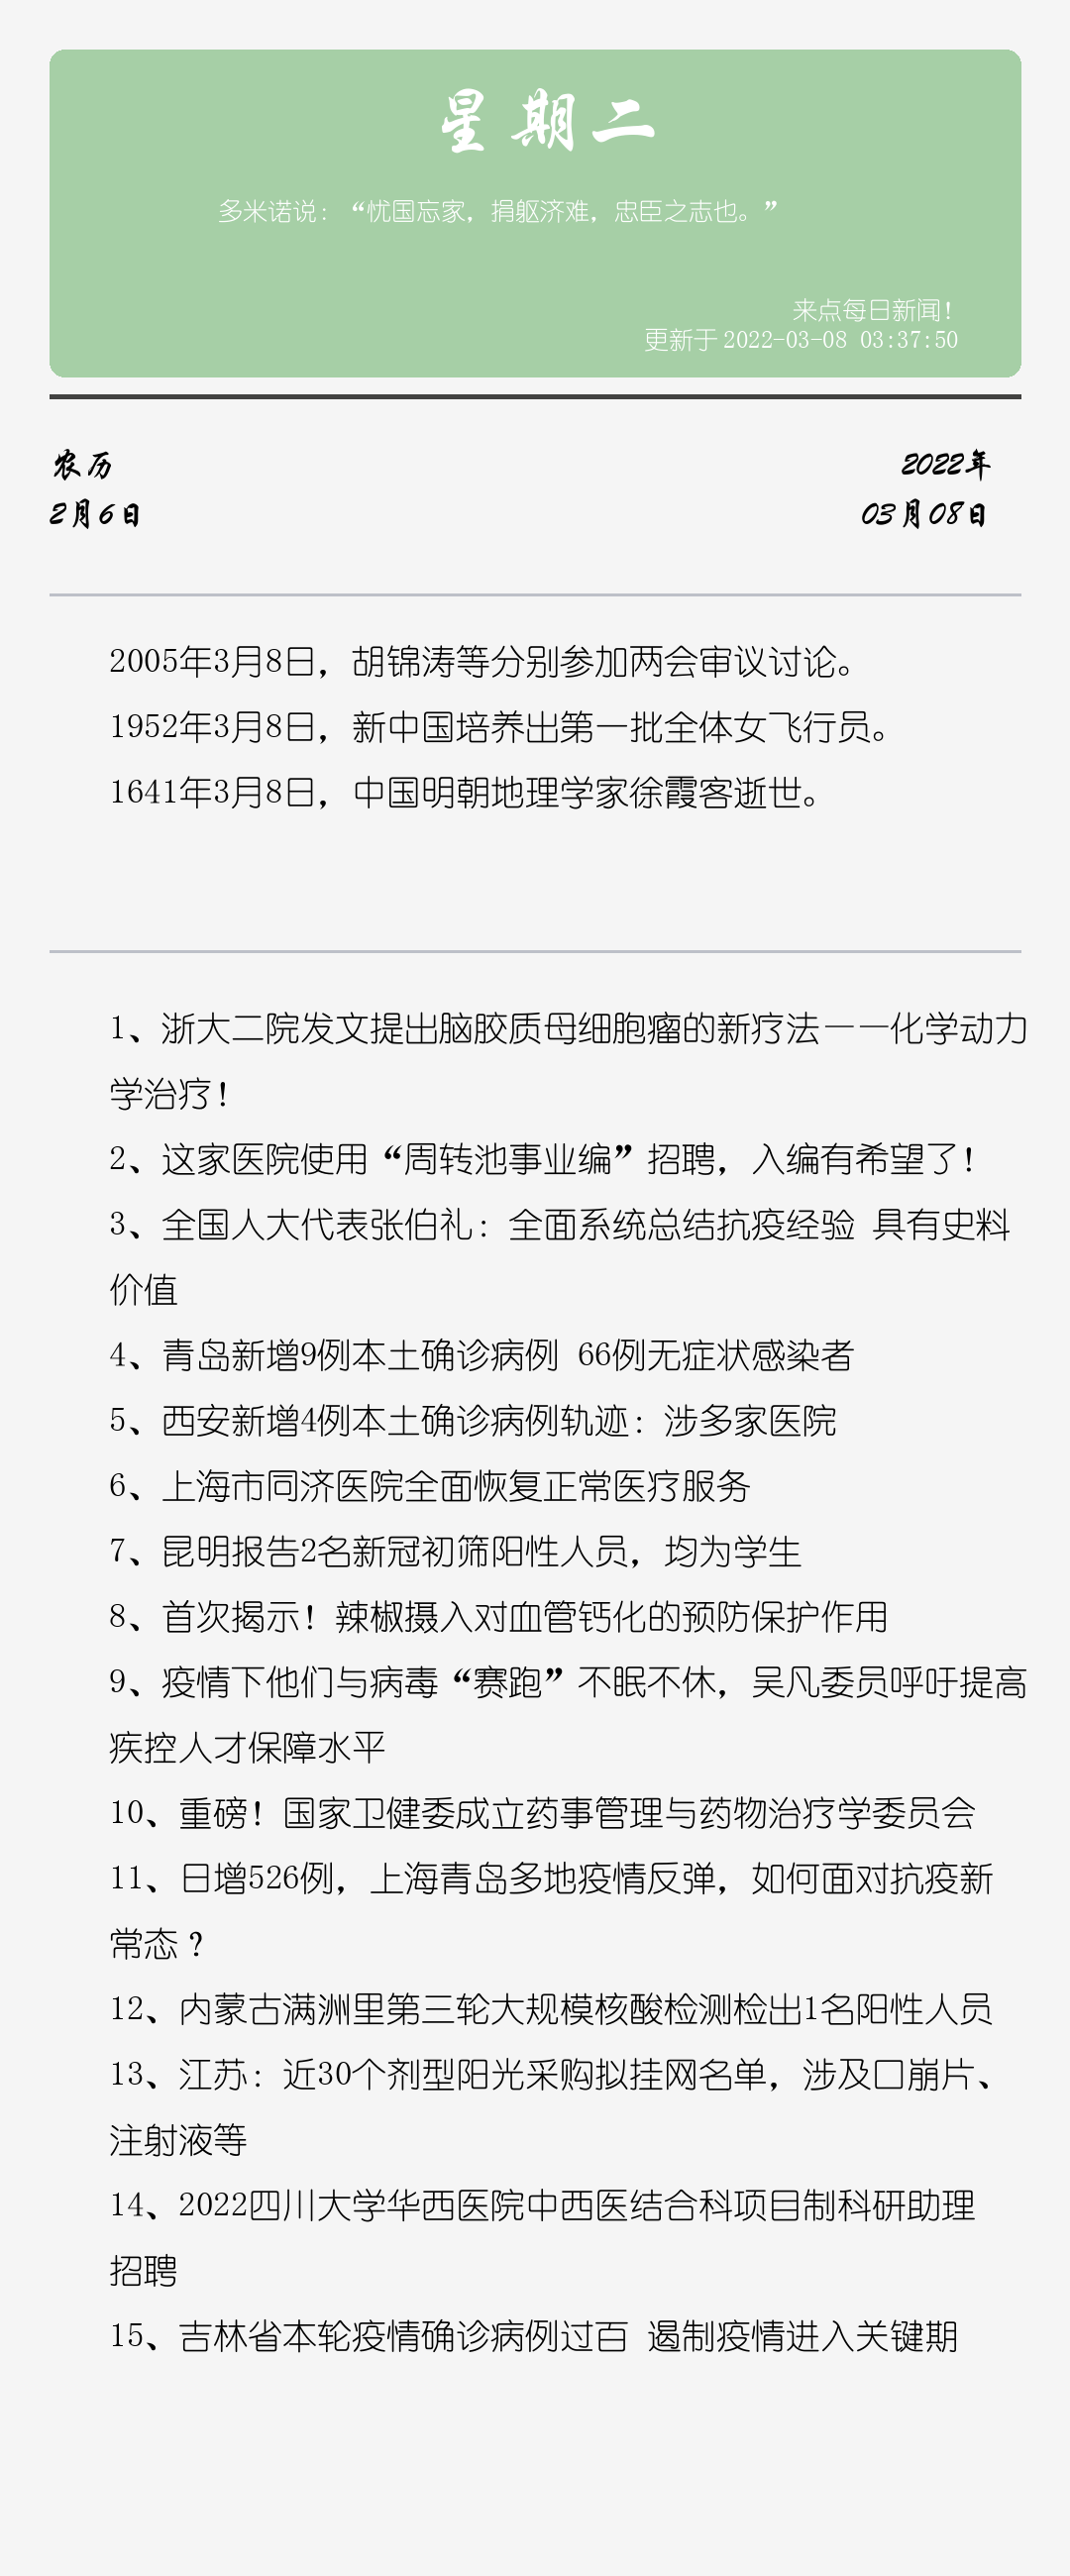 星期二
多米诺说：“忧国忘家，捐躯济难，忠臣之志也。”
来点每日新闻！
更新于2022-03-08 03:37:50
农历
2022年
2月6日
03月08日
2005年3月8日，胡锦涛等分别参加两会审议讨论。
1952年3月8日，新中国培养出第一批全体女飞行员。
1641年3月8日，中国明朝地理学家徐霞客逝世。
1、浙大二院发文提出脑胶质母细胞瘤的新疗法——化学动力
学治疗！
2、这家医院使用“周转池事业编”招聘，入编有希望了！
3、全国人大代表张伯礼：全面系统总结抗疫经验 具有史料
价值
4、青岛新增9例本土确诊病例 66例无症状感染者
5、西安新增4例本土确诊病例轨迹：涉多家医院
6、上海市同济医院全面恢复正常医疗服务
7、昆明报告2名新冠初筛阳性人员，均为学生
8、首次揭示！辣椒摄入对血管钙化的预防保护作用
9、疫情下他们与病毒“赛跑”不眠不休，吴凡委员呼吁提高
疾控人才保障水平
10、重磅！国家卫健委成立药事管理与药物治疗学委员会
11、日增526例，上海青岛多地疫情反弹，如何面对抗疫新
常态？
12、内蒙古满洲里第三轮大规模核酸检测检出1名阳性人员
13、江苏：近30个剂型阳光采购拟挂网名单，涉及口崩片、
注射液等
14、2022四川大学华西医院中西医结合科项目制科研助理
招聘
15、吉林省本轮疫情确诊病例过百 遏制疫情进入关键期